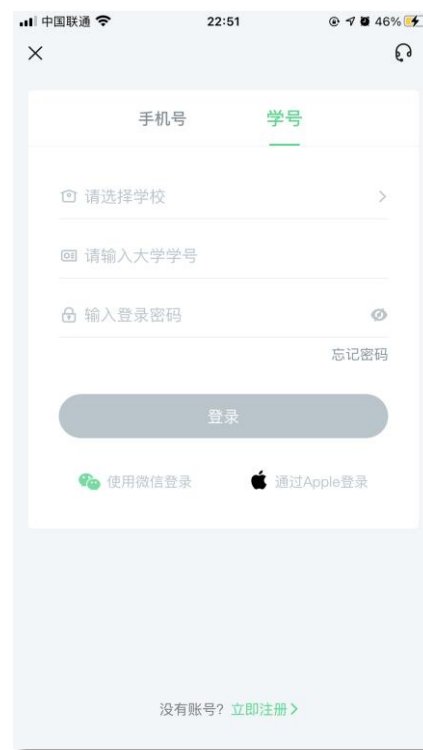 中国联通 22:51 46%
手机号 学号
请选择学校
请输入大学学号
输入登录密码
忘记密码
登录
使用微信登录 通过Apple登录
没有账号? 立即注册>